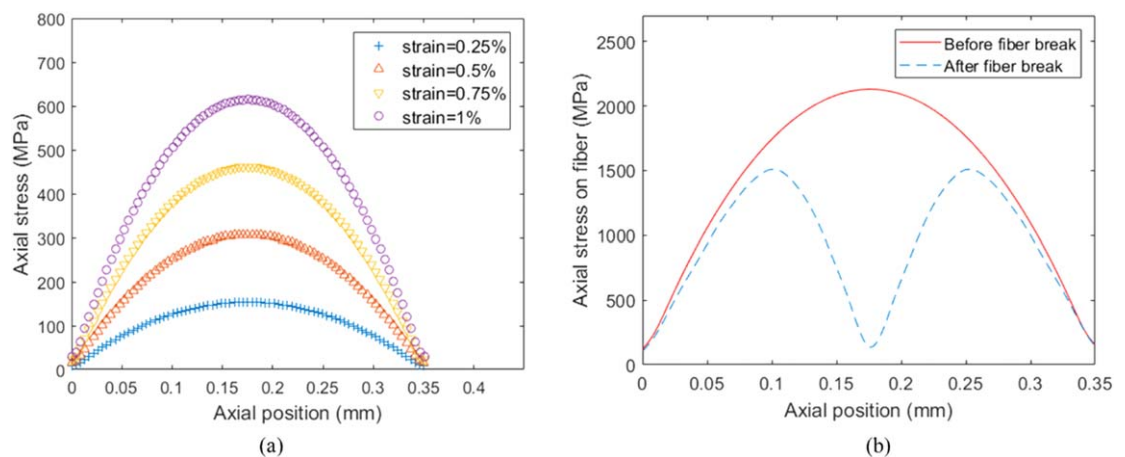 800
700
600
500
400
300
200
100
0
Axial stress (MPa)
strain=0.25%
strain=0.5%
strain=0.75%
strain=1%
0 0.05 0.1 0.15 0.2 0.25 0.3 0.35 0.4
Axial position (mm)
(a)
2500
2000
1500
1000
500
0
Axial stress on fiber (MPa)
Before fiber break
After fiber break
0 0.05 0.1 0.15 0.2 0.25 0.3 0.35
Axial position (mm)
(b)